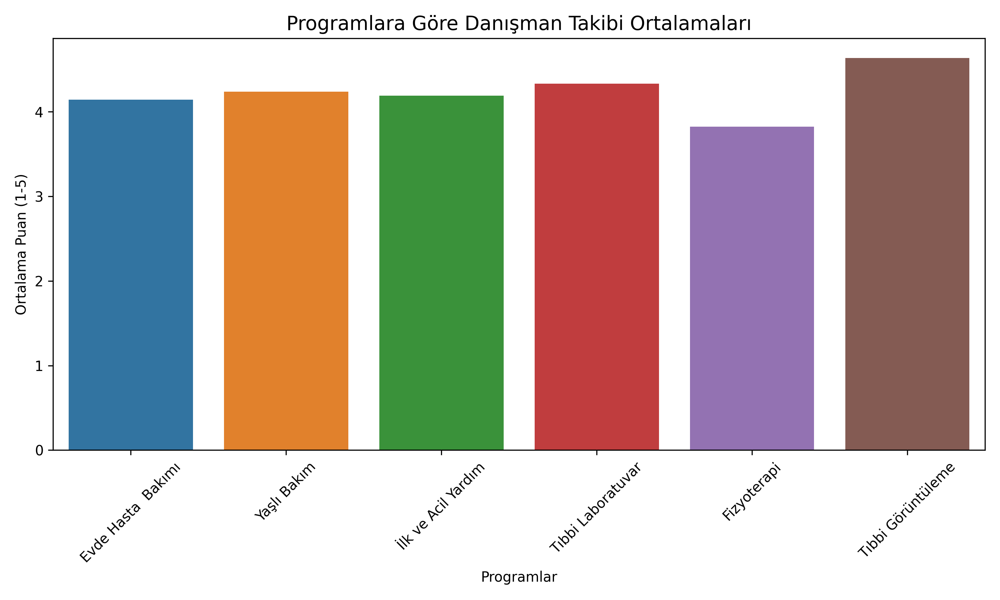 Programlara Göre Danışman Takibi Ortalamaları
Ortalama Puan (1-5)
4
3
2
1
0
Evde Hasta  Bakımı
Yaşlı Bakım
İlk ve Acil Yardım
Tıbbi Laboratuvar
Fizyoterapi
Tıbbi Görüntüleme
Programlar